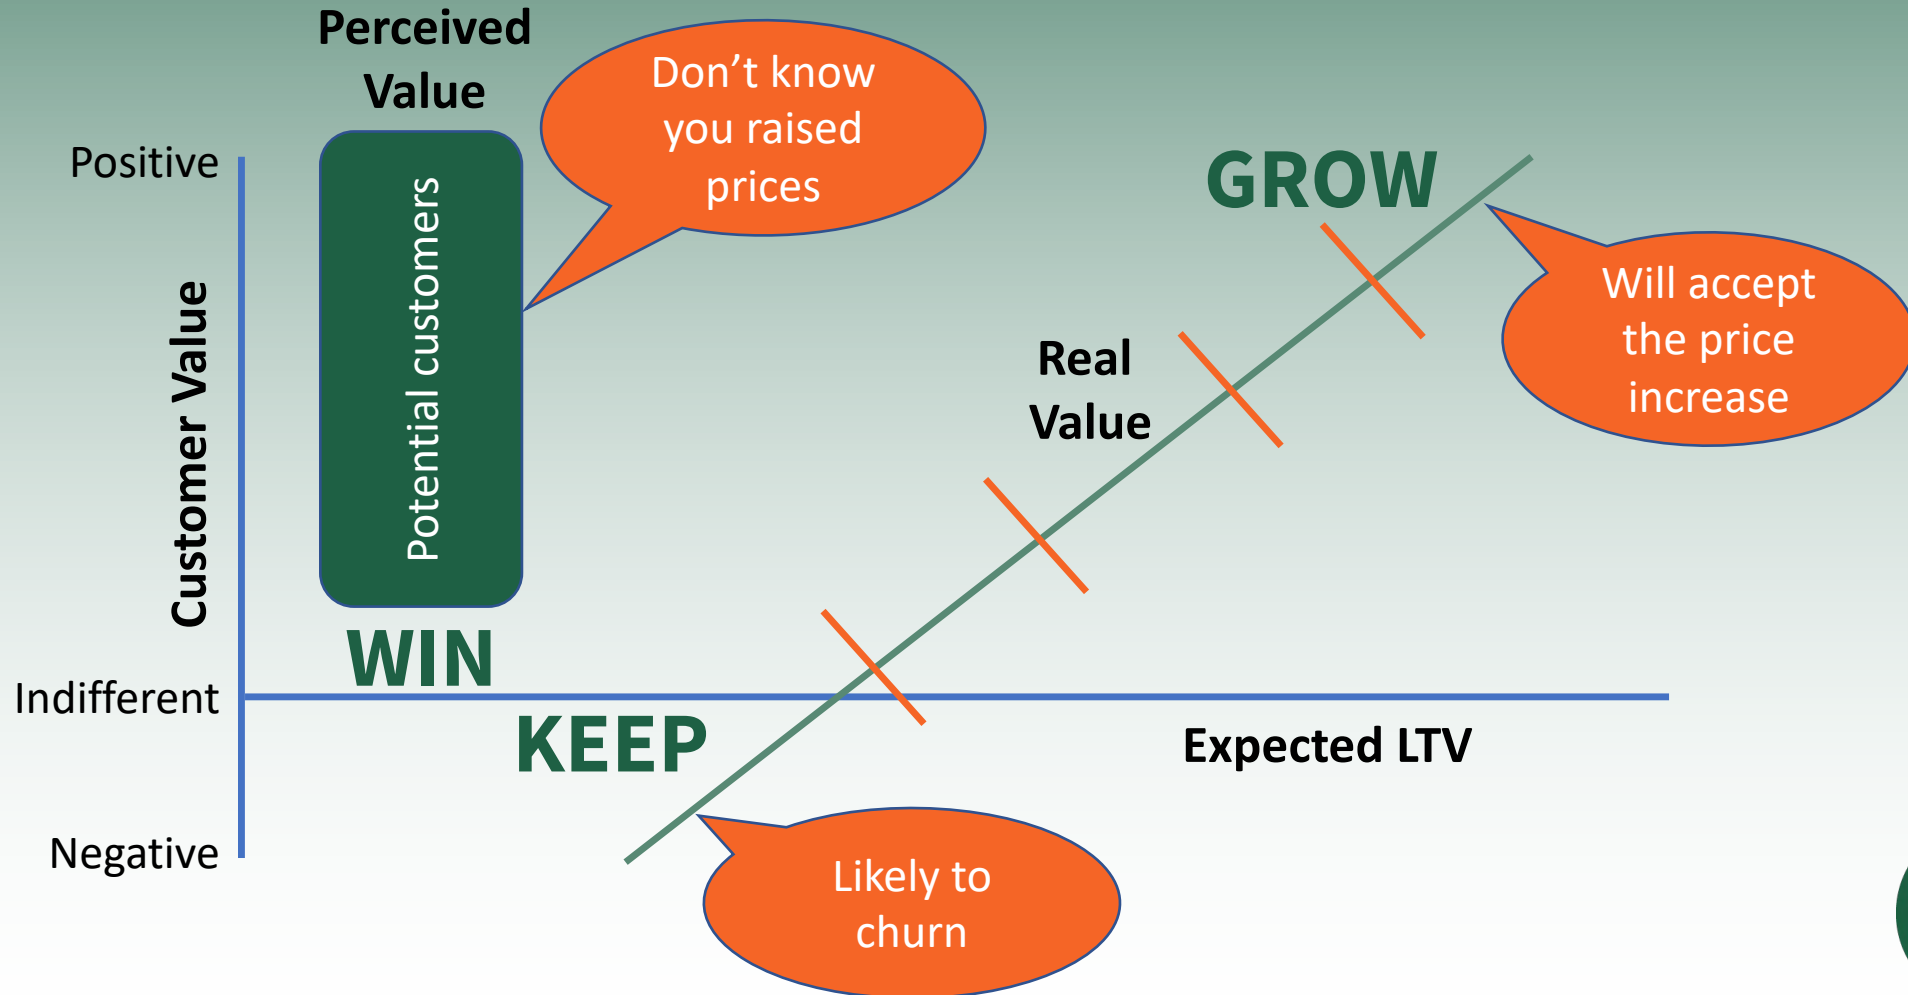 Perceived
Value
Don’t know
you raised
prices
Positive
GROW
Potential customers
Will accept
the price
increase
Customer Value
Real
Value
WIN
Indifferent
KEEP
Expected LTV
Negative
Likely to
churn